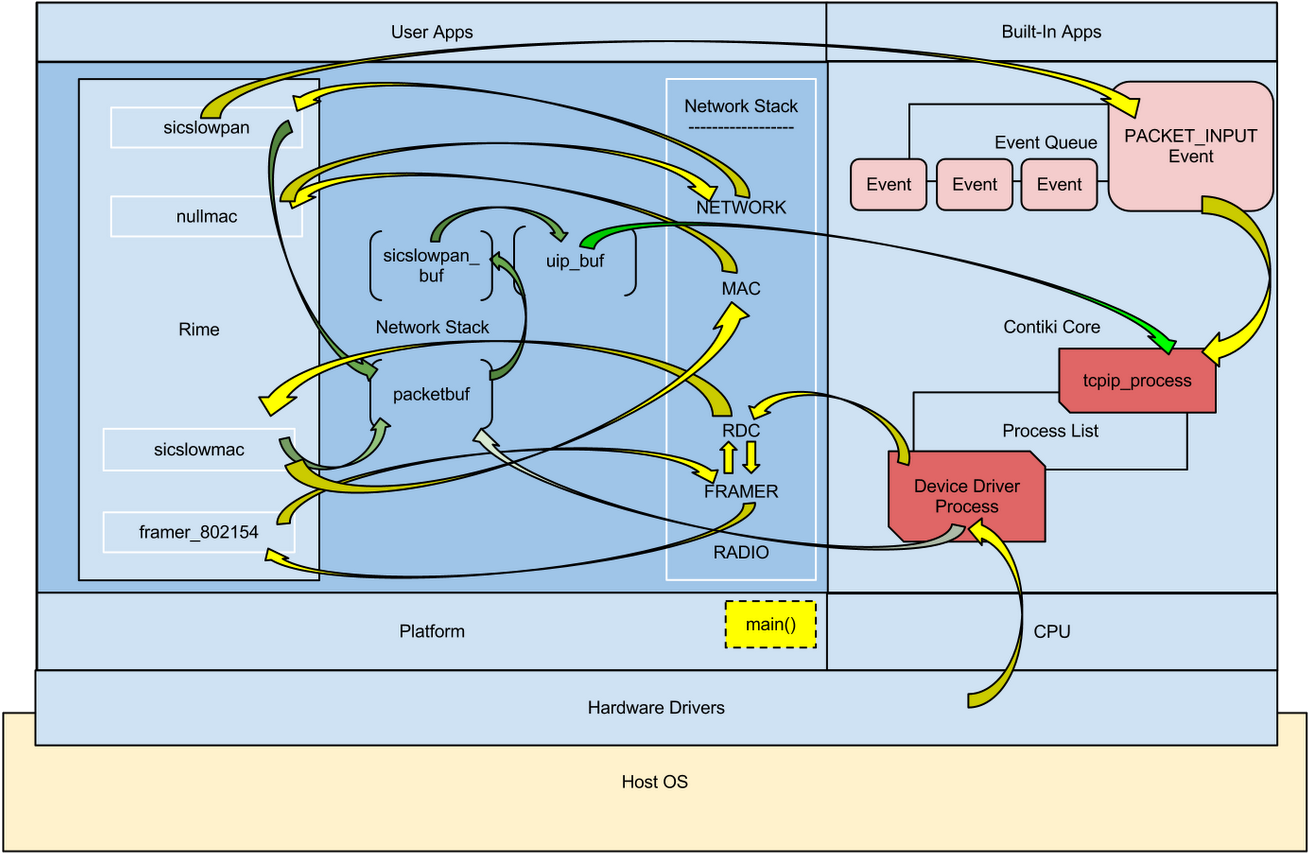 User Apps
Built-In Apps
sicslowpan
nullmac
Rime
sicslowmac
framer_802154
sicslowpan_
buf
uip_buf
Network Stack
packetbuf
Network Stack
------------------
NETWORK
MAC
RDC
FRAMER
RADIO
PACKET_INPUT
Event
Event Queue
Event
Event
Event
Contiki Core
tcpip_process
Process List
Device Driver
Process
Platform
main()
CPU
Hardware Drivers
Host OS